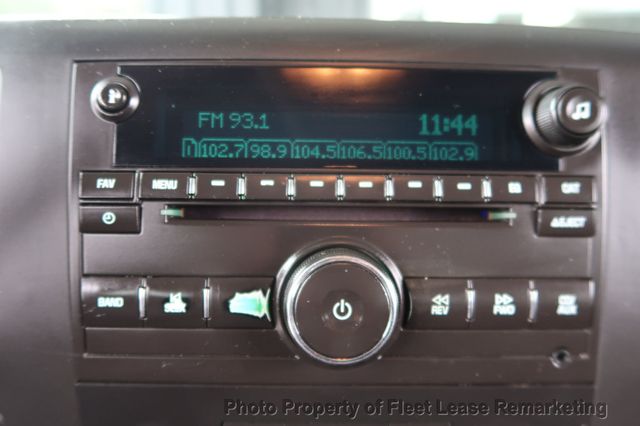 FM 93.1 11:44
1 102.7 98.9 104.5 106.5 100.5 102.9
FAV MENU CAT
EJECT
BAND SEEK REV FWD CD/ AUX
Photo Property of Fleet Lease Remarketing